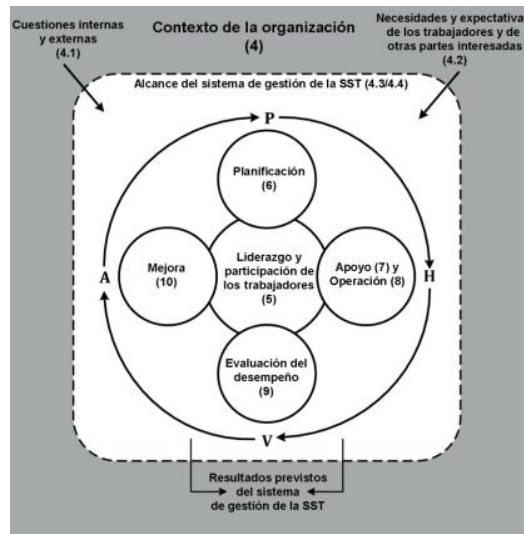 Cuestiones internas
y externas
(4.1)
Contexto de la organización
(4)
Necesidades y expectativa
de los trabajadores y de
otras partes interesadas
(4.2)
Alcance del sistema de gestión de la SST (4.3/4.4)
P
Planificación
(6)
A
Mejora
(10)
Liderazgo y
participación de
los trabajadores
(5)
Apoyo (7) y
Operación (8)
H
Evaluación del
desempeño
(9)
V
Resultados previstos
del sistema
de gestión de la SST